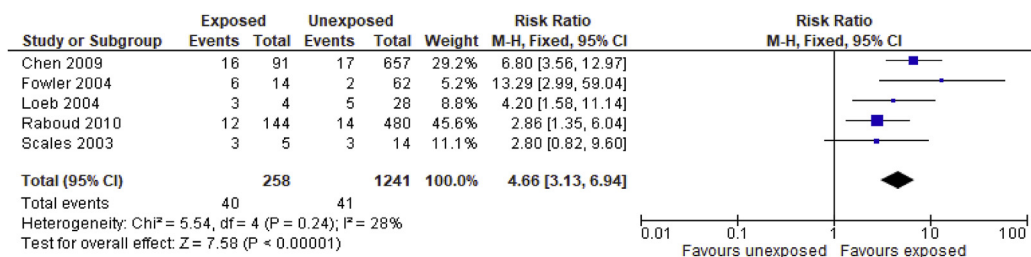 Exposed Unexposed Risk Ratio Risk Ratio
Study or Subgroup Events Total Events Total Weight M-H, Fixed, 95% CI M-H, Fixed, 95% CI
Chen 2009 16 91 17 657 29.2% 6.80 [3.56, 12.97]
Fowler 2004 6 14 2 62 5.2% 13.29 [2.99, 59.04]
Loeb 2004 3 4 5 28 8.8% 4.20 [1.58, 11.14]
Raboud 2010 12 144 14 480 45.6% 2.86 [1.35, 6.04]
Scales 2003 3 5 3 14 11.1% 2.80 [0.82, 9.60]
Total (95% CI) 258 1241 100.0% 4.66 [3.13, 6.94]
Total events 40 41
Heterogeneity: Chi² = 5.54, df = 4 (P = 0.24); I² = 28%
Test for overall effect: Z = 7.58 (P < 0.00001)
0.01 0.1 1 10 100
Favours unexposed Favours exposed